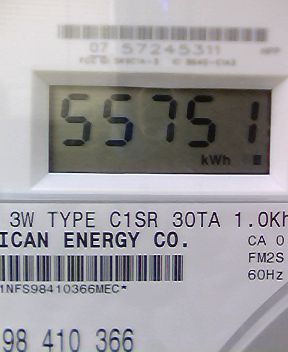 07 57245311
55751
kWh
3W TYPE C1SR 30TA 1.0Kh
ICAN ENERGY CO.
CA 0
FM2S
60Hz
1NFS98410366MEC*
98 410 366